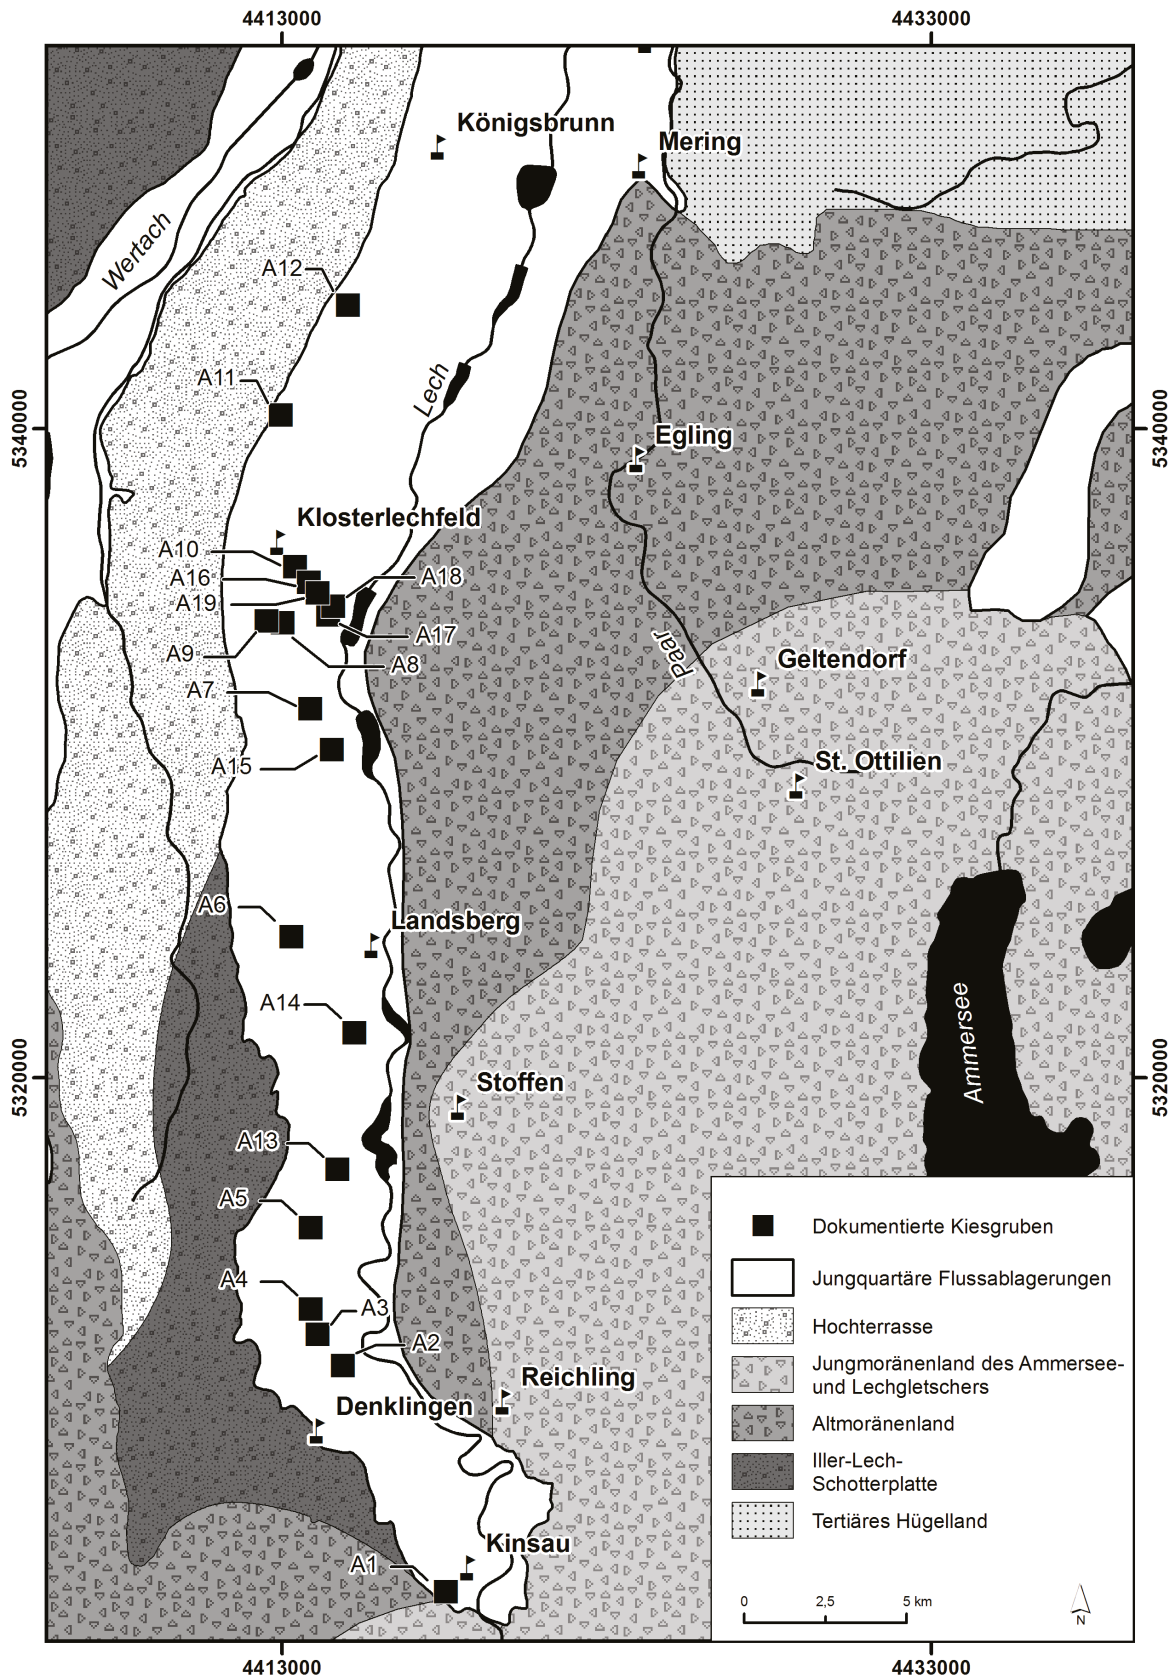 4413000
4433000
Königsbrunn
Mering
Wertach
A12
Lech
A11
5340000
5340000
Egling
Klosterlechfeld
A10
A16
A18
A19
A17
A9
A8
Paar
Geltendorf
A7
A15
St. Ottilien
A6
Landsberg
A14
Ammersee
5320000
5320000
Stoffen
A13
A5
A4
A3
A2
Reichling
Denklingen
Kinsau
A1
Dokumentierte Kiesgruben
Jungquartäre Flussablagerungen
Hochterrasse
Jungmoränenland des Ammersee-
und Lechgletschers
Altmoränenland
Iller-Lech-
Schotterplatte
Tertiäres Hügelland
0
2,5
5 km
N
4413000
4433000